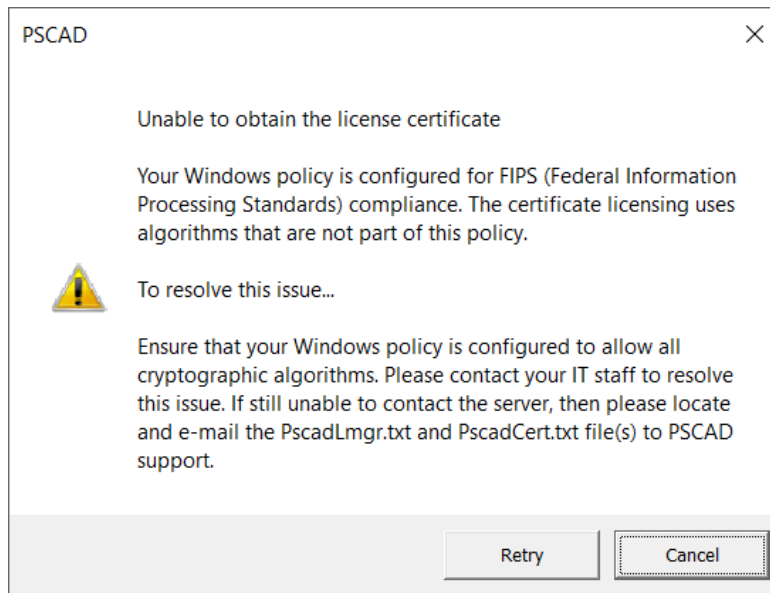 PSCAD
Unable to obtain the license certificate
Your Windows policy is configured for FIPS (Federal Information
Processing Standards) compliance. The certificate licensing uses
algorithms that are not part of this policy.
To resolve this issue...
Ensure that your Windows policy is configured to allow all
cryptographic algorithms. Please contact your IT staff to resolve
this issue. If still unable to contact the server, then please locate
and e-mail the PscadLmgr.txt and PscadCert.txt file(s) to PSCAD
support.
Retry
Cancel